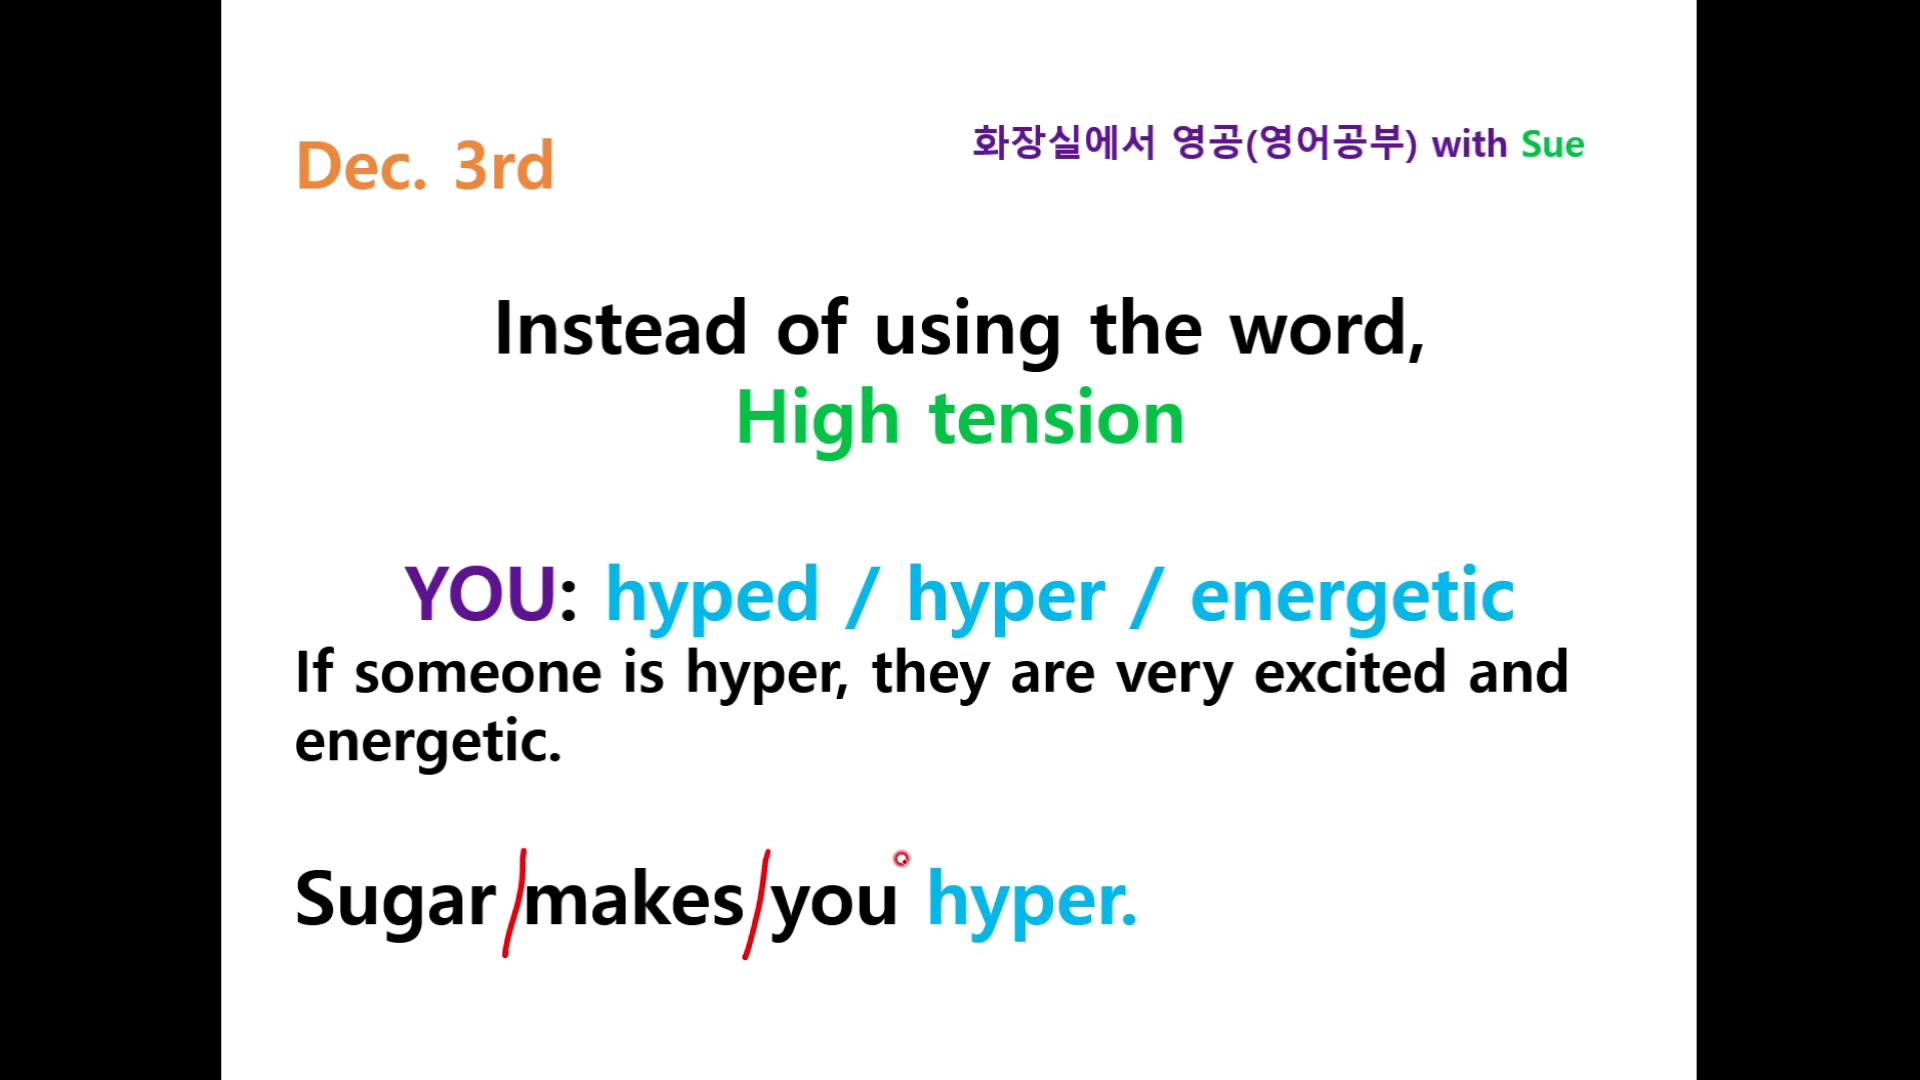 Dec. 3rd
화장실에서 영공(영어공부) with Sue
Instead of using the word,
High tension
YOU: hyped / hyper / energetic
If someone is hyper, they are very excited and
energetic.
Sugar makes you hyper.